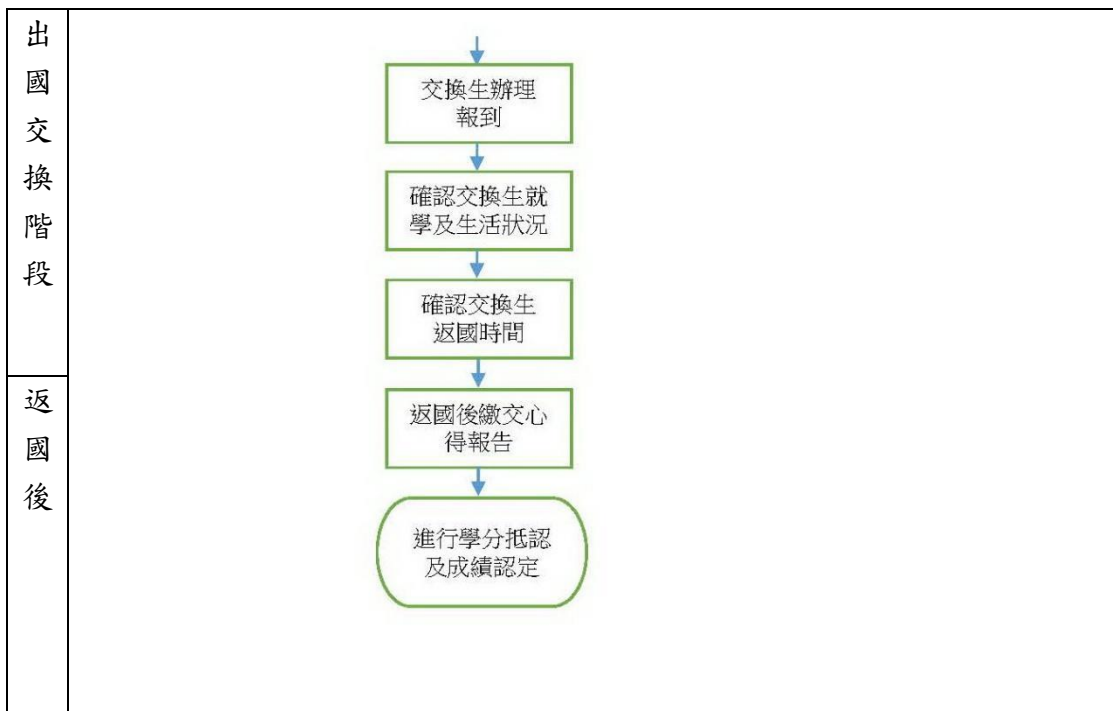 出國交換階段
交換生辦理
報到
確認交換生就
學及生活狀況
確認交換生
返國時間
返國後
返國後繳交心
得報告
進行學分抵認
及成績認定